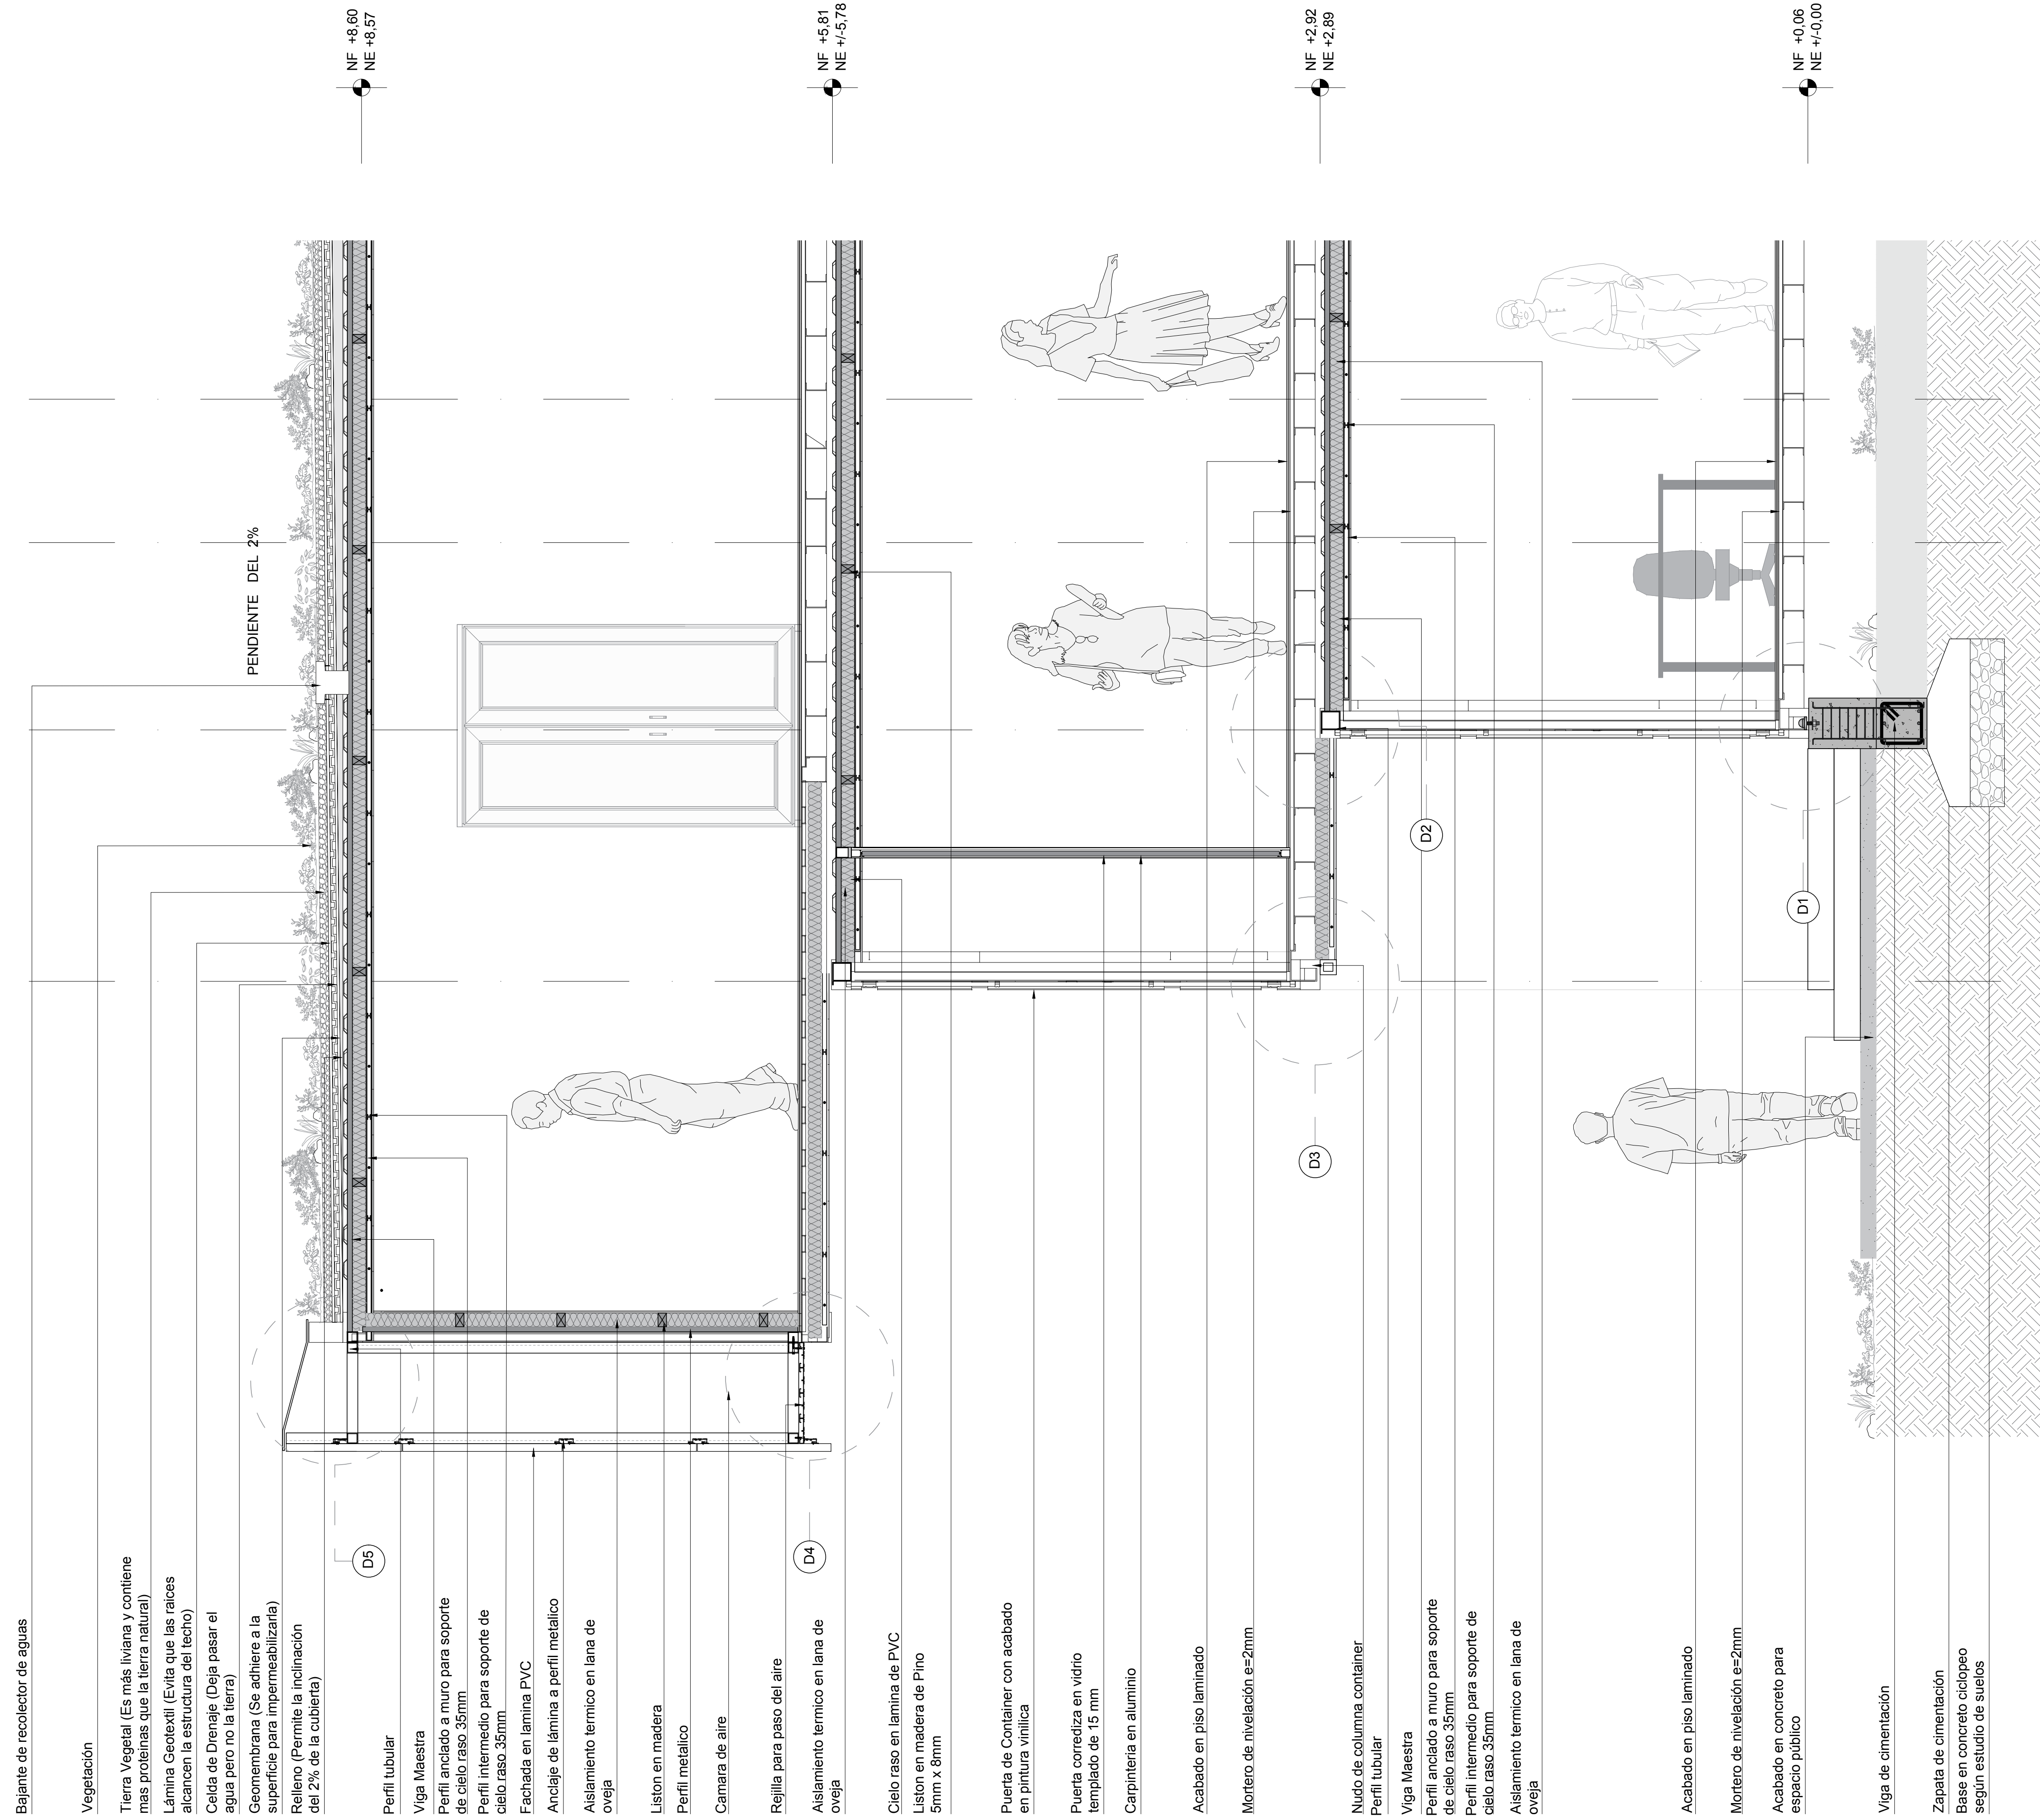 Bajante de recolector de aguas
Vegetación
Tierra Vegetal (Es más liviana y contiene
mas proteinas que la tierra natural)
Lámina Geotextil (Evita que las raices
alcancen la estructura del techo)
Celda de Drenaje (Deja pasar el
agua pero no la tierra)
Geomembrana (Se adhiere a la
superficie para impermeabilizarla)
Relleno (Permite la inclinación
del 2% de la cubierta)
Perfil tubular
Viga Maestra
Perfil anclado a muro para soporte
de cielo raso 35mm
Perfil intermedio para soporte de
cielo raso 35mm
Fachada en lamina PVC
Anclaje de lámina a perfil metalico
Aislamiento termico en lana de
oveja
Liston en madera
Perfil metalico
Camara de aire
Rejilla para paso del aire
Aislamiento termico en lana de
oveja
Cielo raso en lamina de PVC
Liston en madera de Pino
5mm x 8mm
Puerta de Container con acabado
en pintura vinilica
Puerta corrediza en vidrio
templado de 15 mm
Carpinteria en aluminio
Acabado en piso laminado
Mortero de nivelación e=2mm
Nudo de columna container
Perfil tubular
Viga Maestra
Perfil anclado a muro para soporte
de cielo raso 35mm
Perfil intermedio para soporte de
cielo raso 35mm
Aislamiento termico en lana de
oveja
Acabado en piso laminado
Mortero de nivelación e=2mm
Acabado en concreto para
espacio público
Viga de cimentación
Zapata de cimentación
Base en concreto ciclopeo
según estudio de suelos
D5
D4
D3
D2
D1
PENDIENTE DEL 2%
NF +8,60
NE +8,57
NF +5,81
NE +/-5,78
NF +2,92
NE +2,89
NF +0,06
NE +/-0,00